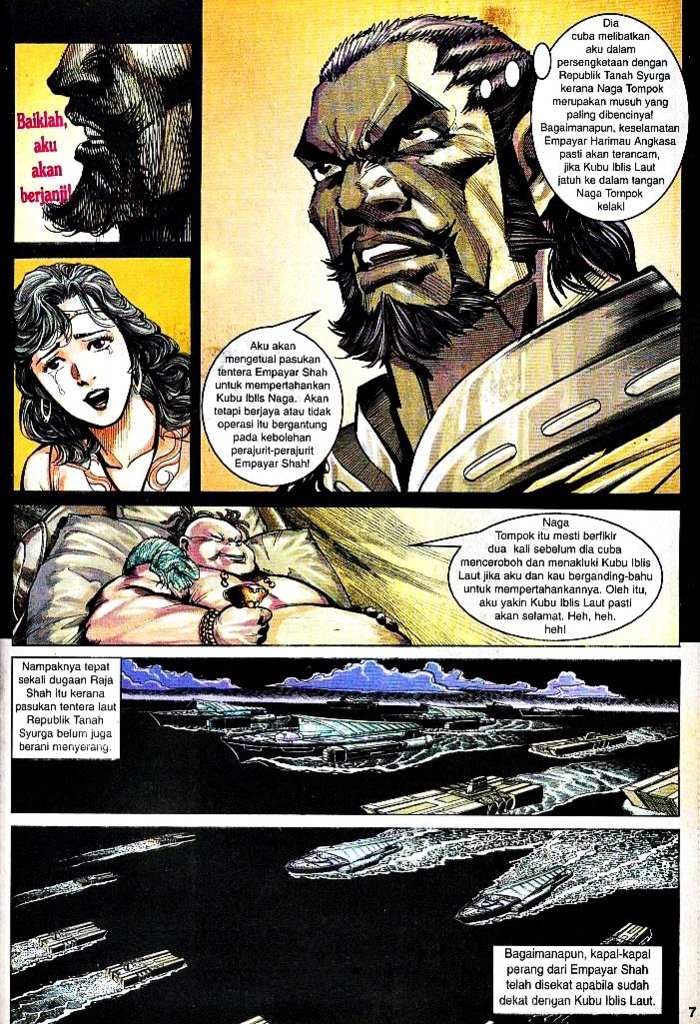 Baiklah,
aku
akan
berjanji!
Dia
cuba melibatkan
aku dalam
persengketaan dengan
Republik Tanah Syurga
kerana Naga Tompok
merupakan musuh yang
paling dibencinya!
Bagaimanapun, keselamatan
Empayar Harimau Angkasa
pasti akan terancam,
jika Kubu Iblis Laut
jatuh ke dalam tangan
Naga Tompok
kelak!
Aku akan
mengetuai pasukan
tentera Empayar Shah
untuk mempertahankan
Kubu Iblis Naga. Akan
tetapi berjaya atau tidak
operasi itu bergantung
pada kebolehan
perajurit-perajurit
Empayar Shah!
Naga
Tompok itu mesti berfikir
dua kali sebelum dia cuba
menceroboh dan menakluki Kubu Iblis
Laut jika aku dan kau berganding-bahu
untuk mempertahankannya. Oleh itu,
aku yakin Kubu Iblis Laut pasti
akan selamat. Heh, heh.
heh!
Nampaknya tepat
sekali dugaan Raja
Shah itu kerana
pasukan tentera laut
Republik Tanah
Syurga belum juga
berani menyerang.
Bagaimanapun, kapal-kapal
perang dari Empayar Shah
telah disekat apabila sudah
dekat dengan Kubu Iblis Laut.
7